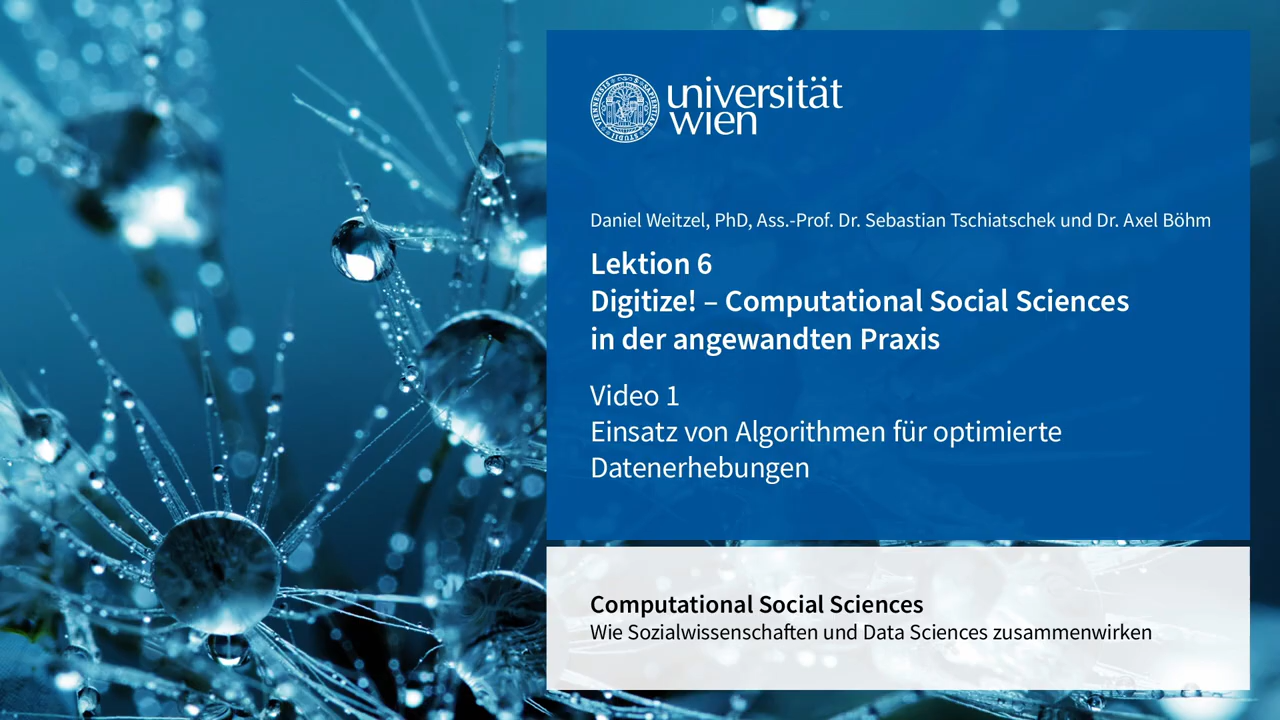 universität
wien
Daniel Weitzel, PhD, Ass.-Prof. Dr. Sebastian Tschiatschek und Dr. Axel Böhm
Lektion 6
Digitize! – Computational Social Sciences
in der angewandten Praxis
Video 1
Einsatz von Algorithmen für optimierte
Datenerhebungen
Computational Social Sciences
Wie Sozialwissenschaften und Data Sciences zusammenwirken